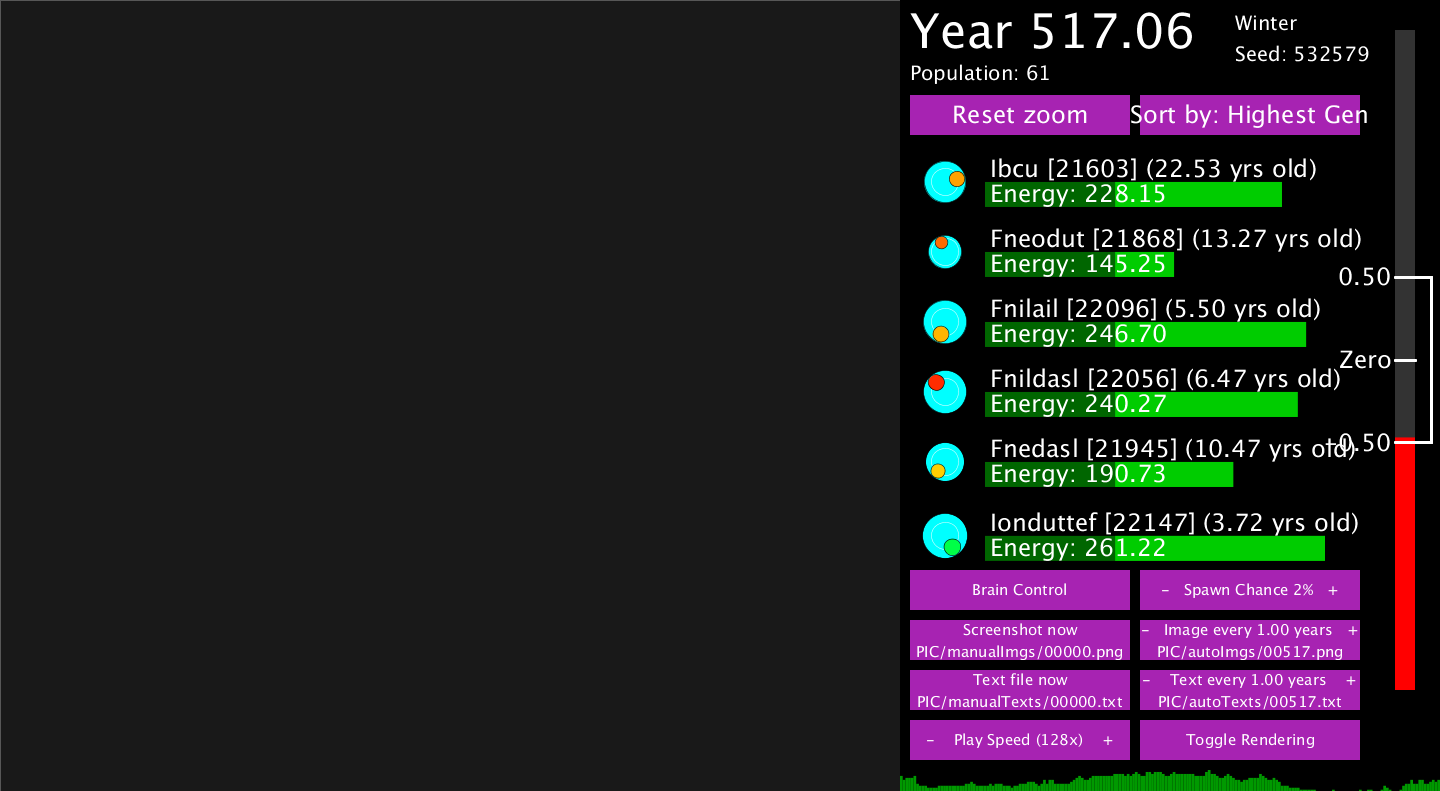 Year 517.06
Winter
Seed: 532579
Population: 61
Reset zoom
Sort by: Highest Gen
Ibcu [21603] (22.53 yrs old)
Energy: 228.15
Fneodut [21868] (13.27 yrs old)
Energy: 145.25
0.50
Fnilail [22096] (5.50 yrs old)
Energy: 246.70
Zero
Fnildasl [22056] (6.47 yrs old)
Energy: 240.27
Fnedasl [21945] (10.47 yrs old)
-0.50
Energy: 190.73
Ionduttef [22147] (3.72 yrs old)
Energy: 261.22
Brain Control
- Spawn Chance 2% +
Screenshot now
PIC/manualImgs/00000.png
- Image every 1.00 years +
PIC/autoImgs/00517.png
Text file now
PIC/manualTexts/00000.txt
- Text every 1.00 years +
PIC/autoTexts/00517.txt
- Play Speed (128x) +
Toggle Rendering